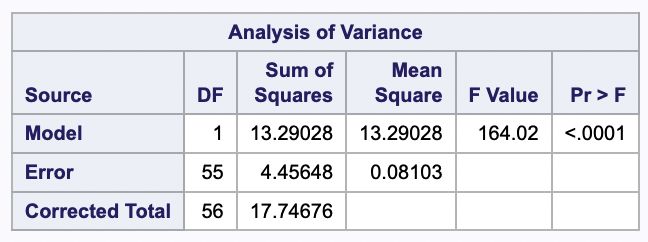 Analysis of Variance
Source DF Sum of Squares Mean Square F Value Pr > F
Model 1 13.29028 13.29028 164.02 <.0001
Error 55 4.45648 0.08103
Corrected Total 56 17.74676